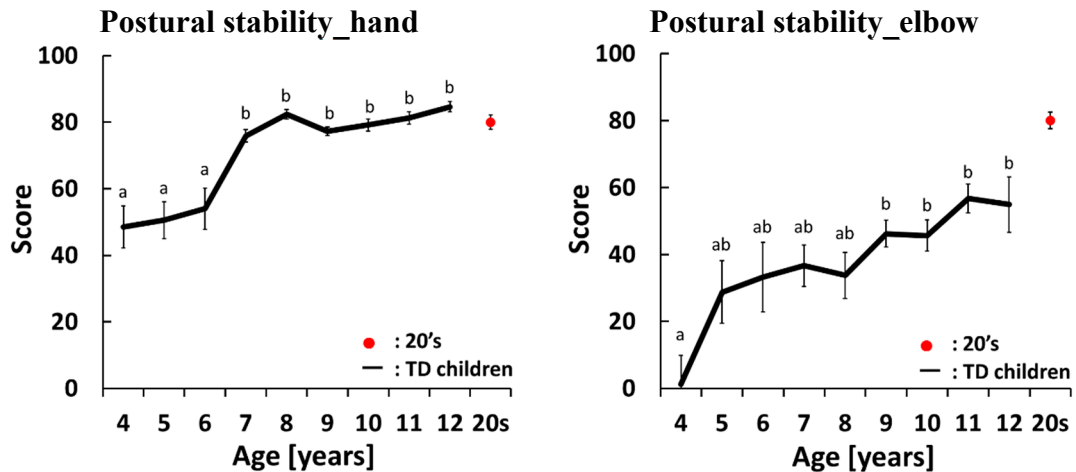 Postural stability_hand
100
80
60
40
20
0
Score
a
a
a
b
b
b
b
b
b
: 20's
: TD children
4 5 6 7 8 9 10 11 12 20s
Age [years]
Postural stability_elbow
100
80
60
40
20
0
Score
a
ab
ab
ab
ab
b
b
b
b
: 20's
: TD children
4 5 6 7 8 9 10 11 12 20s
Age [years]